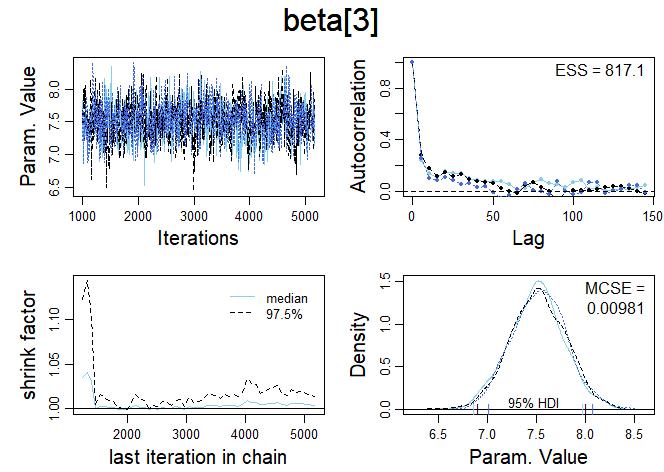 beta[3]
Param. Value
6.5 7.0 7.5 8.0
1000 2000 3000 4000 5000
Iterations
Autocorrelation
0.0 0.4 0.8
ESS = 817.1
0 50 100 150
Lag
shrink factor
1.00 1.05 1.10
median
97.5%
2000 3000 4000 5000
last iteration in chain
Density
0.0 0.5 1.0 1.5
MCSE =
0.00981
95% HDI
6.5 7.0 7.5 8.0 8.5
Param. Value